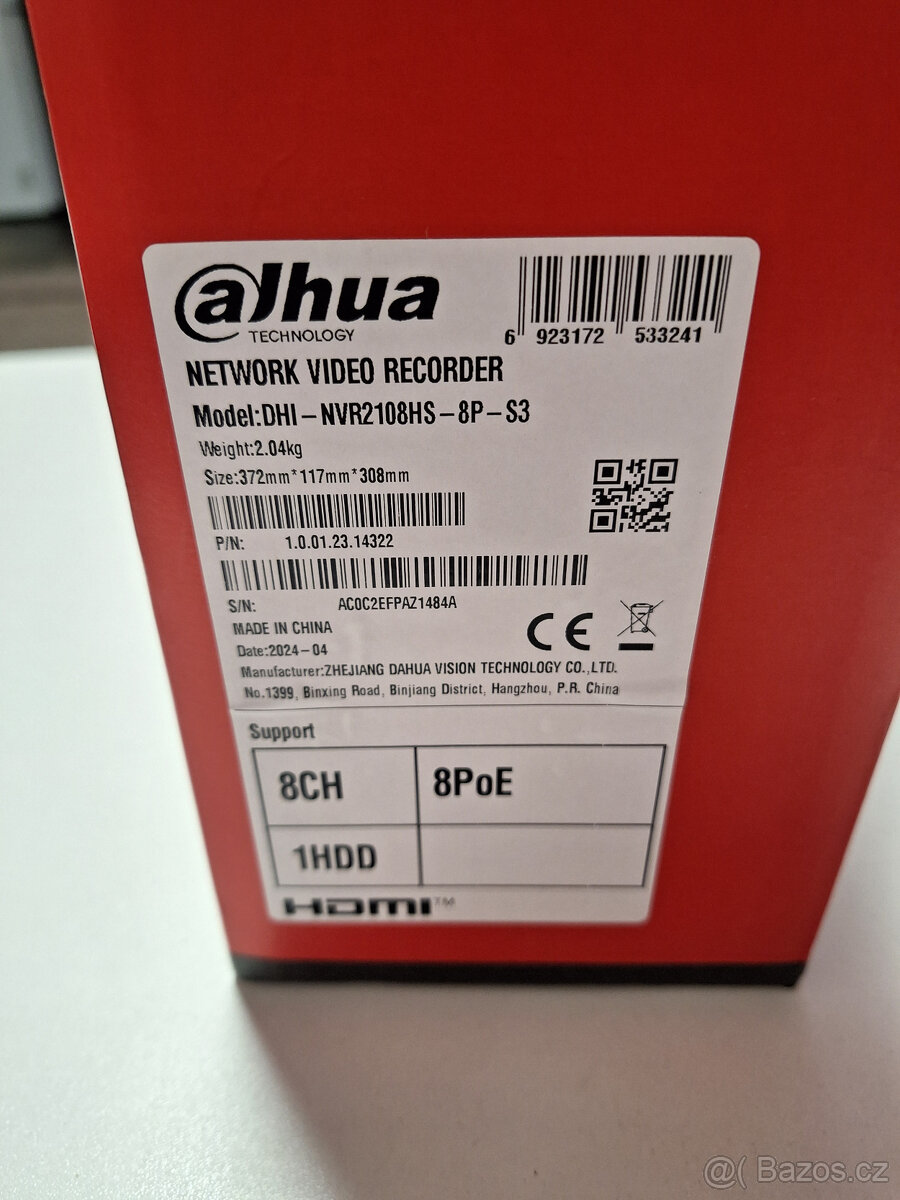 alhua
TECHNOLOGY
6 923172 533241
NETWORK VIDEO RECORDER
Model:DHI-NVR2108HS-8P-S3
Weight:2.04kg
Size:372mm*117mm*308mm
P/N: 1.0.01.23.14322
S/N: AC0C2EFPAZ1484A
MADE IN CHINA
Date:2024-04
CE
Manufacturer:ZHEJIANG DAHUA VISION TECHNOLOGY CO.,LTD.
No.1399, Binxing Road, Binjiang District, Hangzhou, P.R. China
Support
8CH 8PoE
1HDD
HDMI™
@( Bazos.cz